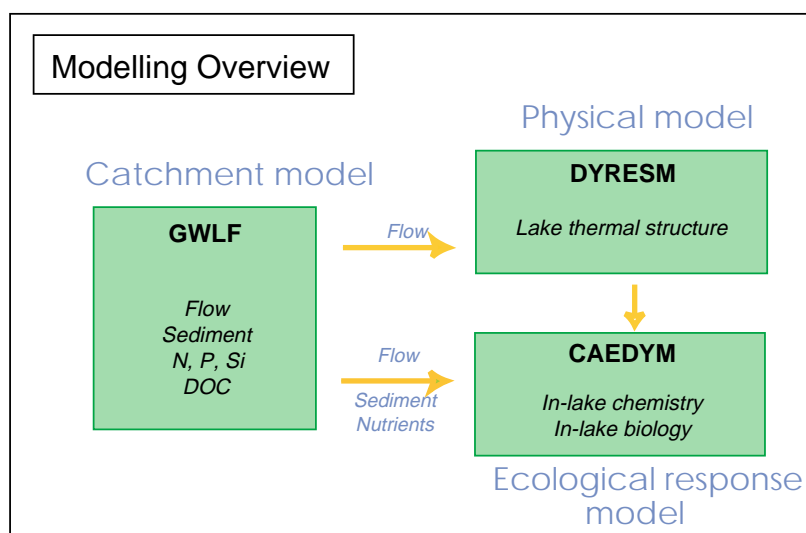 Modelling Overview
Physical model
Catchment model
DYRESM
Lake thermal structure
GWLF
Flow
Sediment
N, P, Si
DOC
Flow
Flow
Sediment
Nutrients
CAEDYM
In-lake chemistry
In-lake biology
Ecological response
model